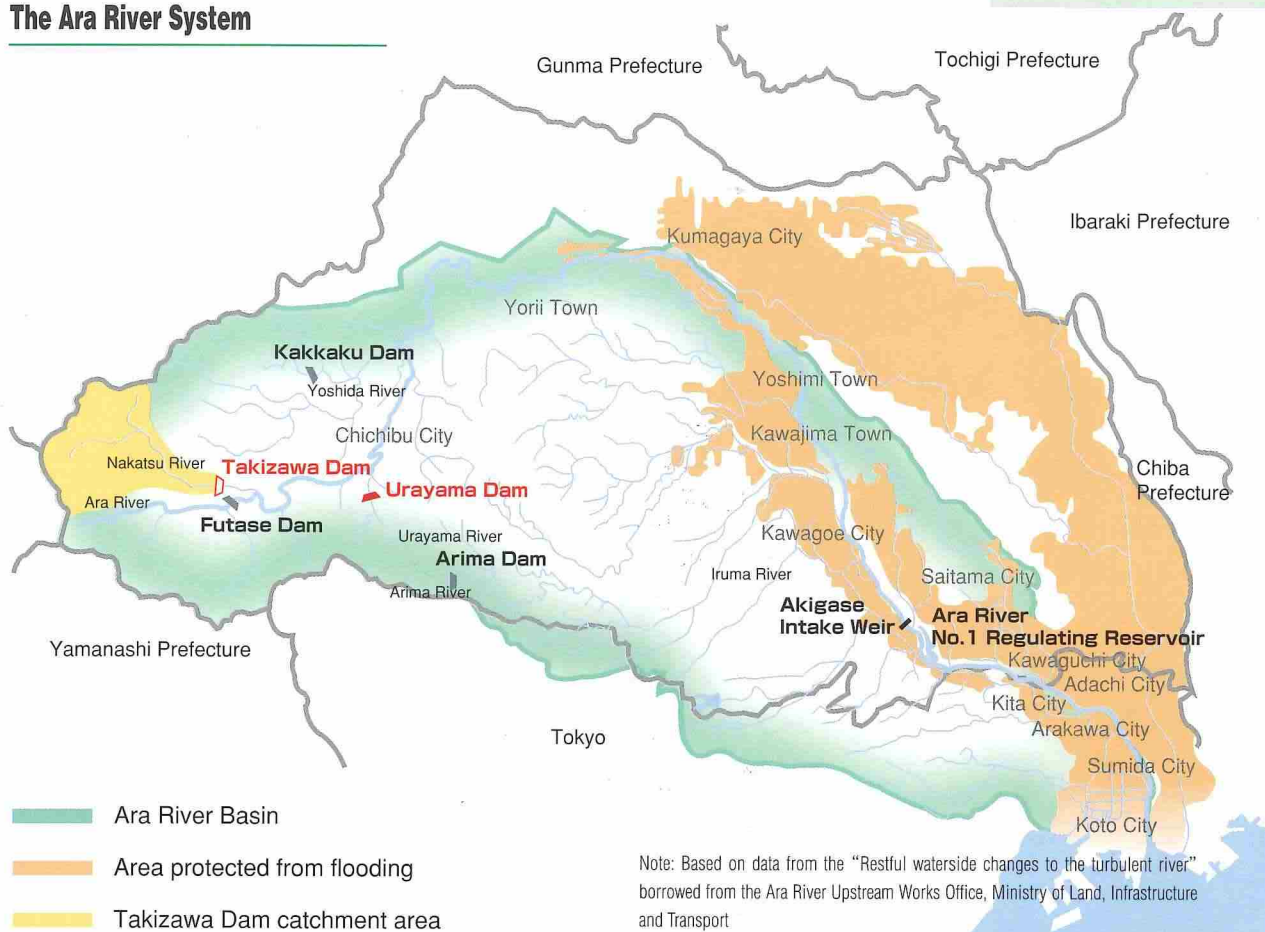 The Ara River System
Gunma Prefecture
Tochigi Prefecture
Ibaraki Prefecture
Kumagaya City
Yorii Town
Kakkaku Dam
Yoshida River
Yoshimi Town
Chichibu City
Kawajima Town
Nakatsu River
Takizawa Dam
Chiba
Prefecture
Ara River
Urayama Dam
Futase Dam
Urayama River
Kawagoe City
Arima Dam
Iruma River
Saitama City
Arima River
Akigase
Intake Weir
Ara River
No.1 Regulating Reservoir
Yamanashi Prefecture
Kawaguchi City
Adachi City
Kita City
Tokyo
Arakawa City
Sumida City
Koto City
Ara River Basin
Area protected from flooding
Takizawa Dam catchment area
Note: Based on data from the “Restful waterside changes to the turbulent river”
borrowed from the Ara River Upstream Works Office, Ministry of Land, Infrastructure
and Transport